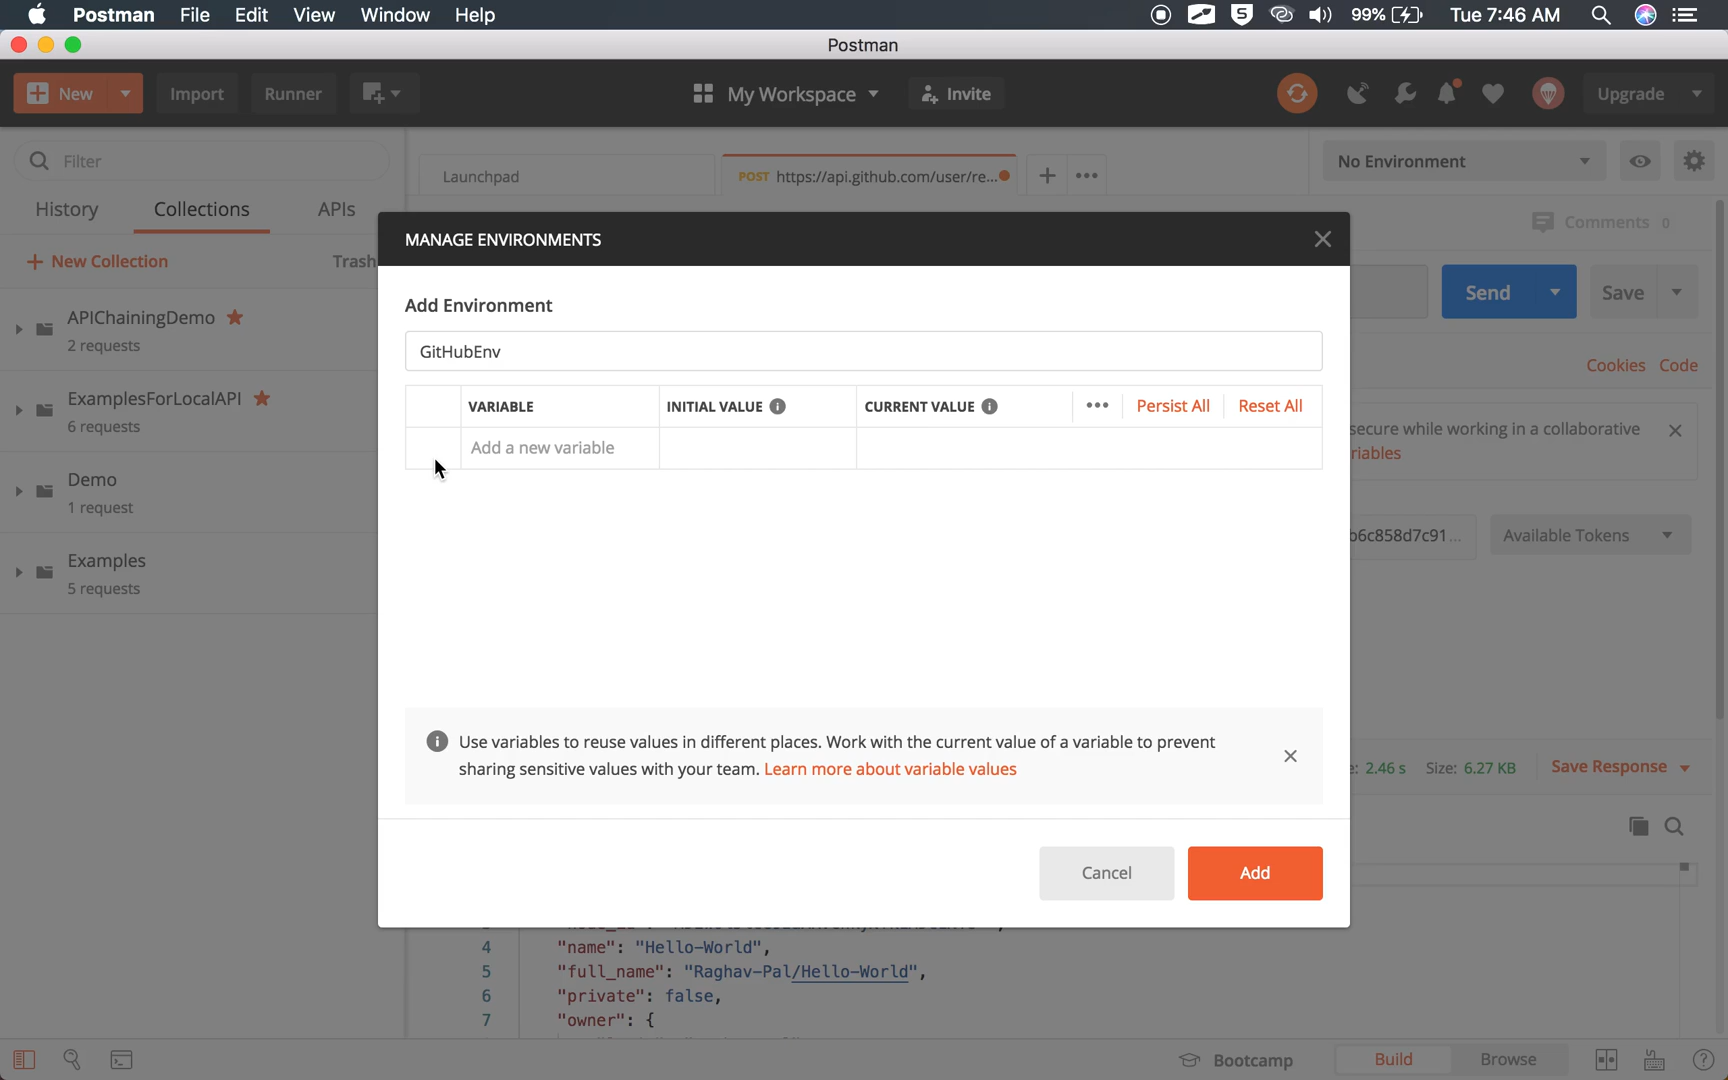 Postman File Edit View Window Help 99% Tue 7:46 AM
Postman
New Import Runner My Workspace Invite Upgrade
Filter
Launchpad POST https://api.github.com/user/re... No Environment
History Collections APIs
Comments 0
+ New Collection Trash
Send Save
APIChainingDemo
2 requests
Cookies Code
ExamplesForLocalAPI
6 requests
secure while working in a collaborative
riables
Demo
1 request
b6c858d7c91... Available Tokens
Examples
5 requests
MANAGE ENVIRONMENTS
Add Environment
GitHubEnv
VARIABLE INITIAL VALUE CURRENT VALUE ••• Persist All Reset All
Add a new variable
Use variables to reuse values in different places. Work with the current value of a variable to prevent
sharing sensitive values with your team. Learn more about variable values
Cancel Add
e: 2.46 s Size: 6.27 KB Save Response
4 "name": "Hello-World",
5 "full_name": "Raghav-Pal/Hello-World",
6 "private": false,
7 "owner": {
Bootcamp Build Browse